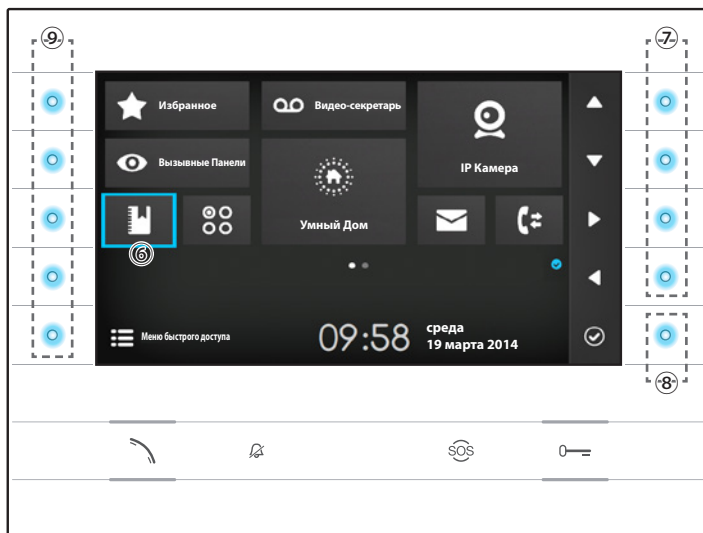 ⑨
⑦
Избранное
Видео-секретарь
Вызывные Панели
IP Камера
Умный Дом
⑥
Меню быстрого доступа
09:58
среда
19 марта 2014
⑧
SOS